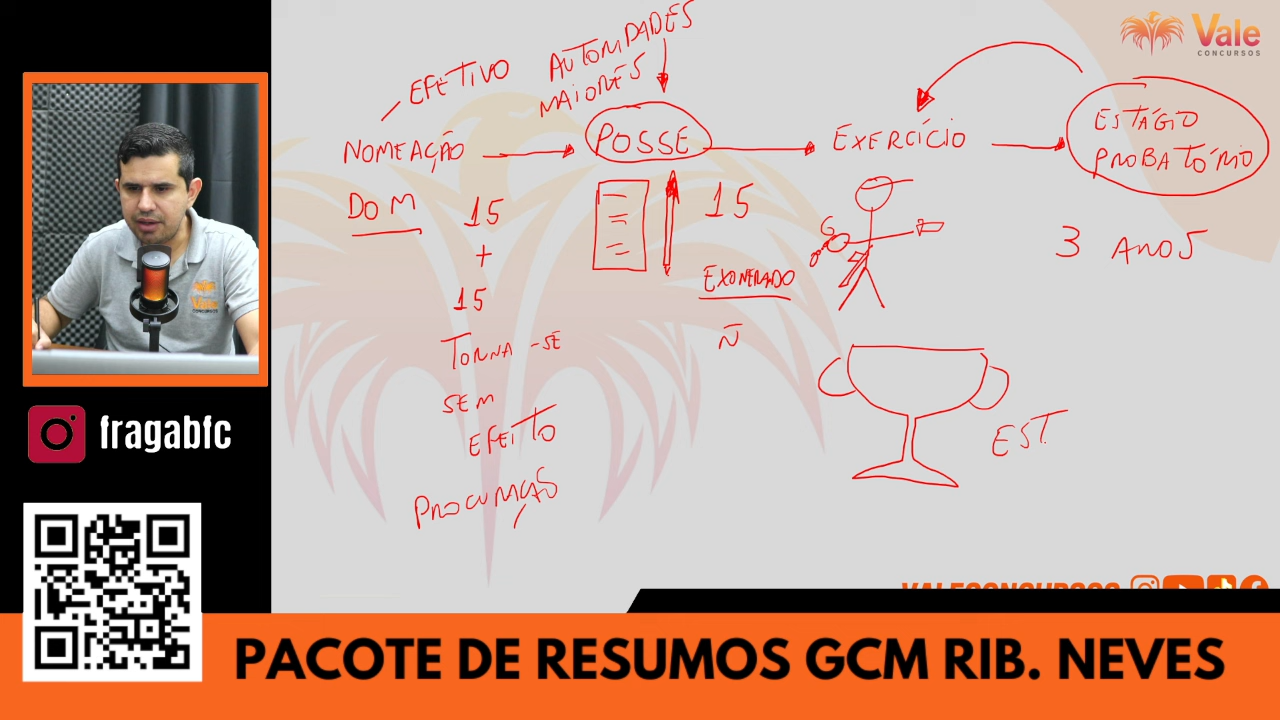 Vale
CONCURSOS
EFETIVO
AUTORIDADES
MAIORES
NOMEAÇÃO
POSSE
EXERCÍCIO
ESTÁGIO
PROBATÓRIO
DOM
15
+
15
TORNA-SE
SEM
EFEITO
PROCURAÇÃO
15
EXONERADO
Ñ
3 ANOS
EST.
fragabfc
VALECONCURSOS
PACOTE DE RESUMOS GCM RIB. NEVES